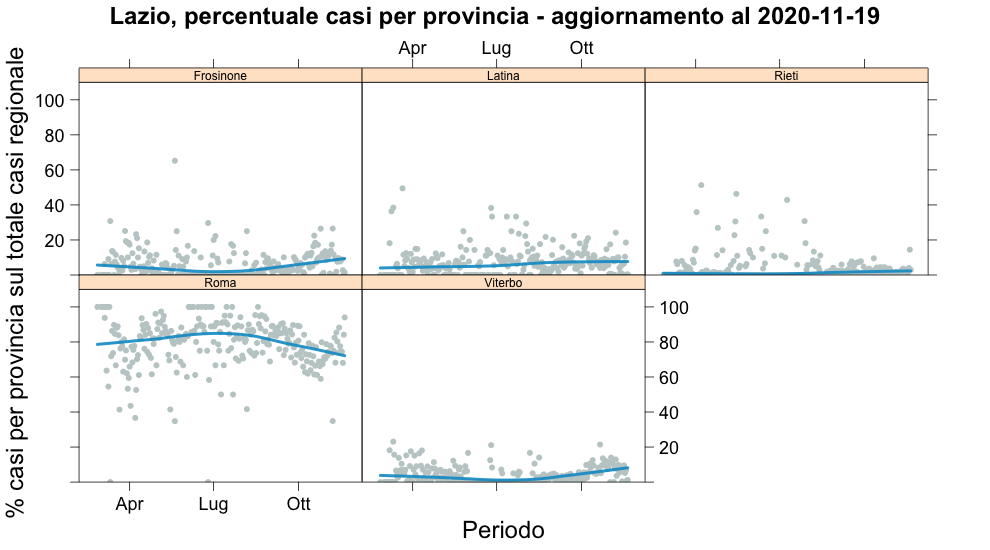 Lazio, percentuale casi per provincia - aggiornamento al 2020-11-19
% casi per provincia sul totale casi regionale
Apr Lug Ott
Frosinone Latina Rieti
100
80
60
40
20
Roma Viterbo
100
80
60
40
20
Apr Lug Ott
Periodo